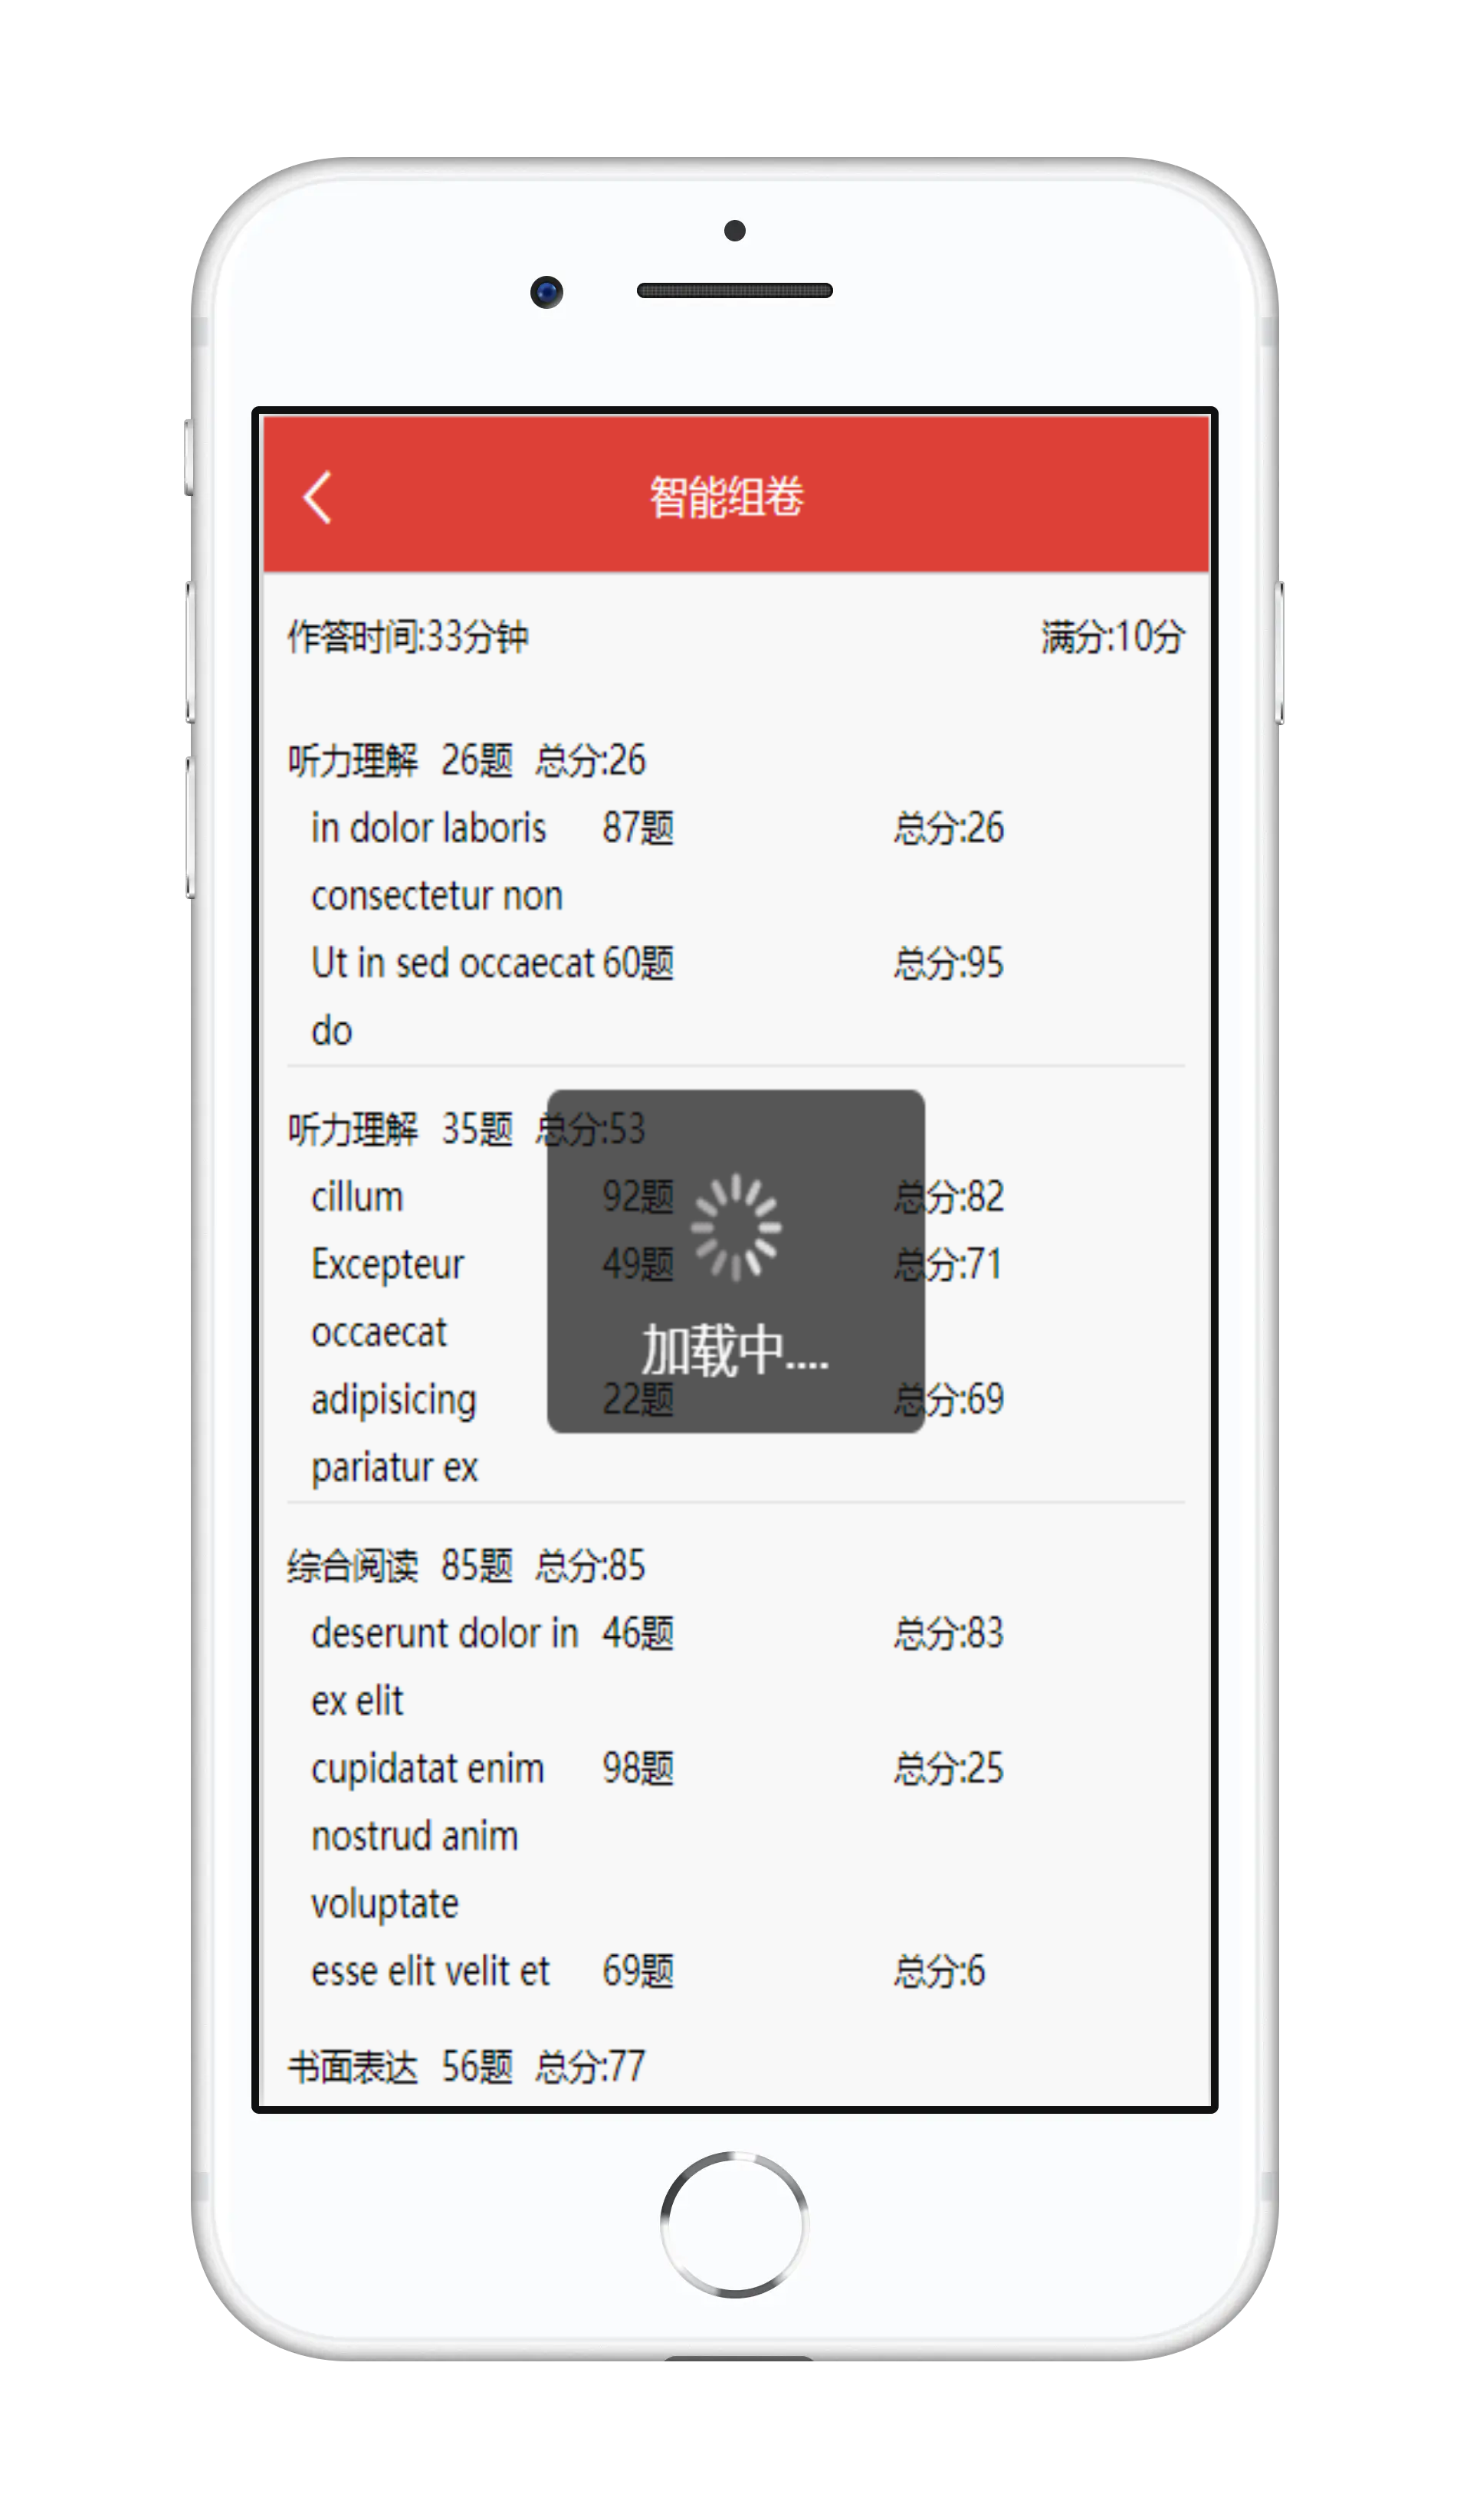 智能组卷
作答时间:33分钟 满分:10分
听力理解 26题 总分:26
in dolor laboris 87题 总分:26
consectetur non
Ut in sed occaecat 60题 总分:95
do
听力理解 35题 总分:53
cillum 92题 总分:82
Excepteur 49题 总分:71
occaecat
加载中....
adipisicing 22题 总分:69
pariatur ex
综合阅读 85题 总分:85
deserunt dolor in 46题 总分:83
ex elit
cupidatat enim 98题 总分:25
nostrud anim
voluptate
esse elit velit et 69题 总分:6
书面表达 56题 总分:77